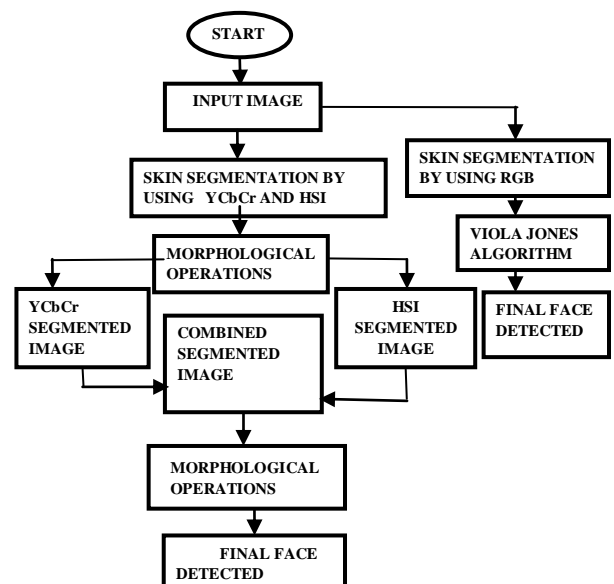 START
INPUT IMAGE
SKIN SEGMENTATION BY
USING YCbCr AND HSI
SKIN SEGMENTATION
BY USING RGB
MORPHOLOGICAL
OPERATIONS
VIOLA JONES
ALGORITHM
YCbCr
SEGMENTED
IMAGE
COMBINED
SEGMENTED
IMAGE
HSI
SEGMENTED
IMAGE
FINAL FACE
DETECTED
MORPHOLOGICAL
OPERATIONS
FINAL FACE
DETECTED